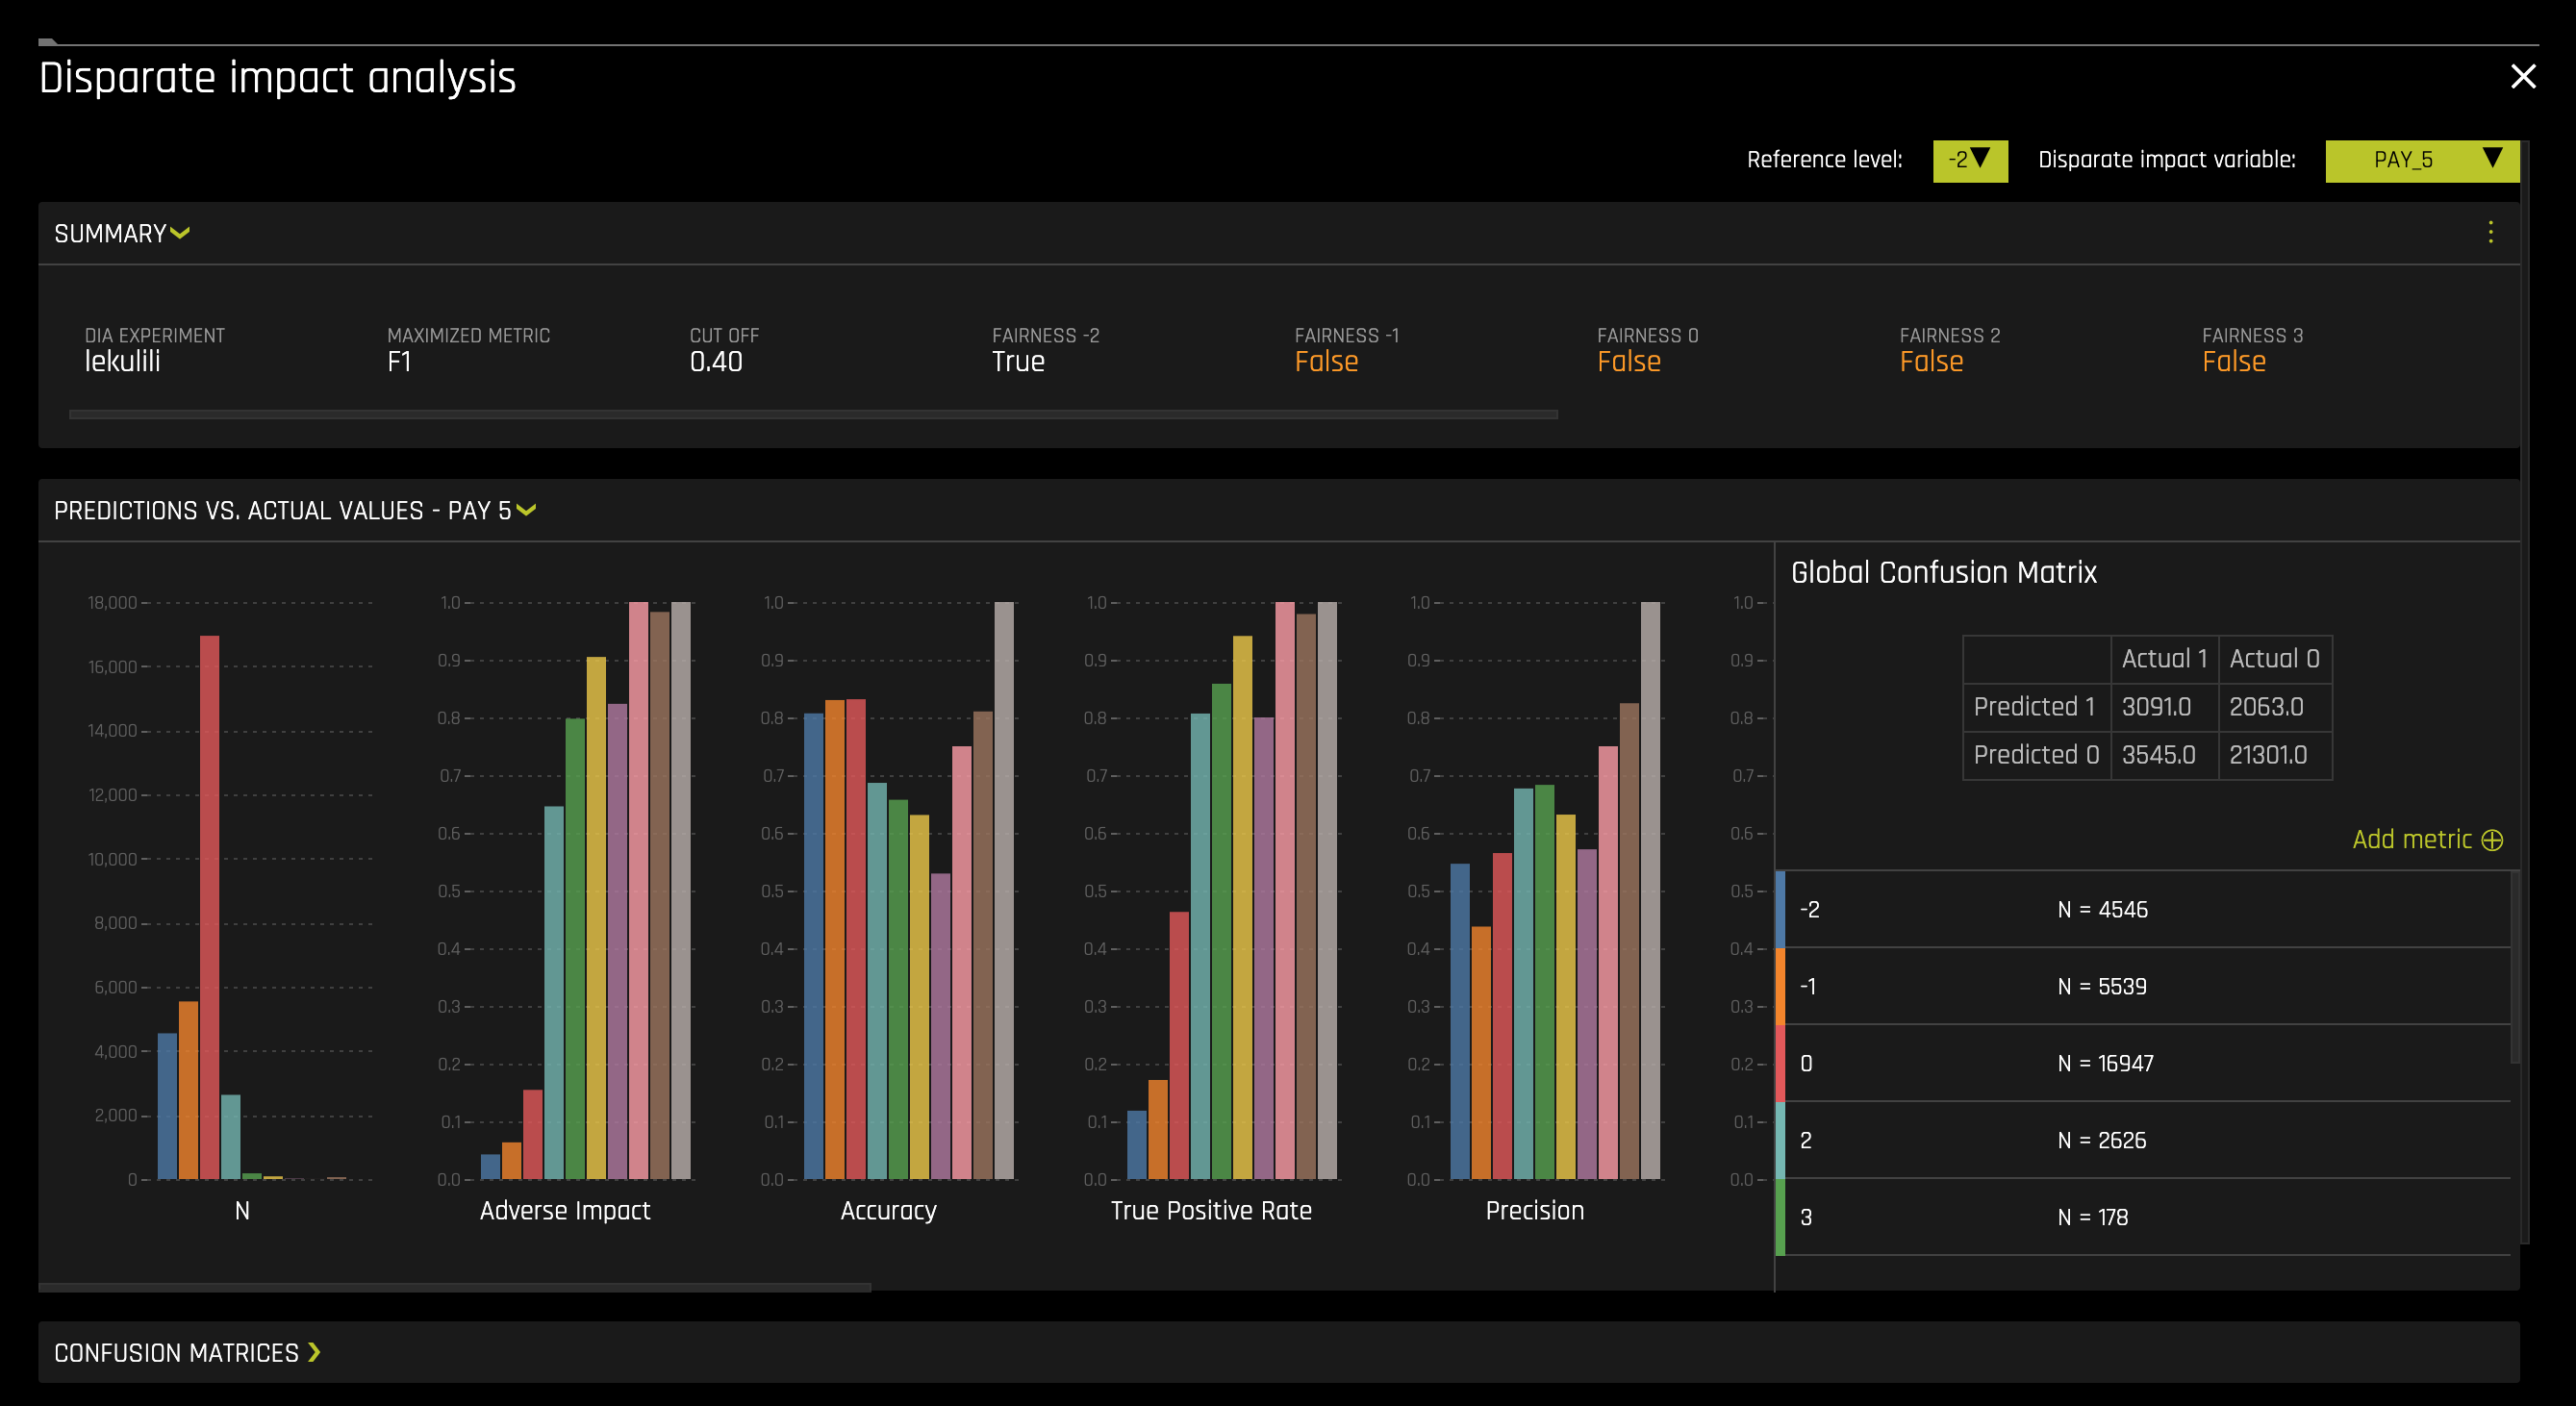 Disparate impact analysis
Reference level: -2 Disparate impact variable: PAY_5
SUMMARY
DIA EXPERIMENT MAXIMIZED METRIC CUT OFF FAIRNESS -2 FAIRNESS -1 FAIRNESS 0 FAIRNESS 2 FAIRNESS 3
lekulili F1 0.40 True False False False False
PREDICTIONS VS. ACTUAL VALUES - PAY 5
18,000
16,000
14,000
12,000
10,000
8,000
6,000
4,000
2,000
0
N
1.0
0.9
0.8
0.7
0.6
0.5
0.4
0.3
0.2
0.1
0.0
Adverse Impact
1.0
0.9
0.8
0.7
0.6
0.5
0.4
0.3
0.2
0.1
0.0
Accuracy
1.0
0.9
0.8
0.7
0.6
0.5
0.4
0.3
0.2
0.1
0.0
True Positive Rate
1.0
0.9
0.8
0.7
0.6
0.5
0.4
0.3
0.2
0.1
0.0
Precision
1.0
0.9
0.8
0.7
0.6
0.5
0.4
0.3
0.2
0.1
0.0
Global Confusion Matrix
Actual 1 Actual 0
Predicted 1 3091.0 2063.0
Predicted 0 3545.0 21301.0
Add metric
-2 N = 4546
-1 N = 5539
0 N = 16947
2 N = 2626
3 N = 178
CONFUSION MATRICES